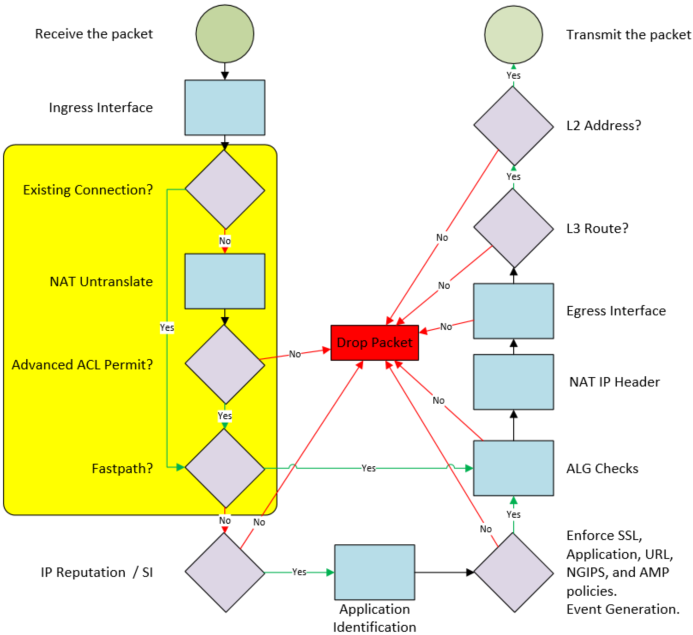 Receive the packet
Transmit the packet
Yes
Ingress Interface
L2 Address?
Yes
Existing Connection?
L3 Route?
No
No
NAT Untranslate
No
Egress Interface
Yes
No
Drop Packet
Advanced ACL Permit?
No
NAT IP Header
No
Yes
Fastpath?
Yes
ALG Checks
No
No
Yes
No
IP Reputation / SI
Yes
Application
Identification
Enforce SSL,
Application, URL,
NGIPS, and AMP
policies.
Event Generation.